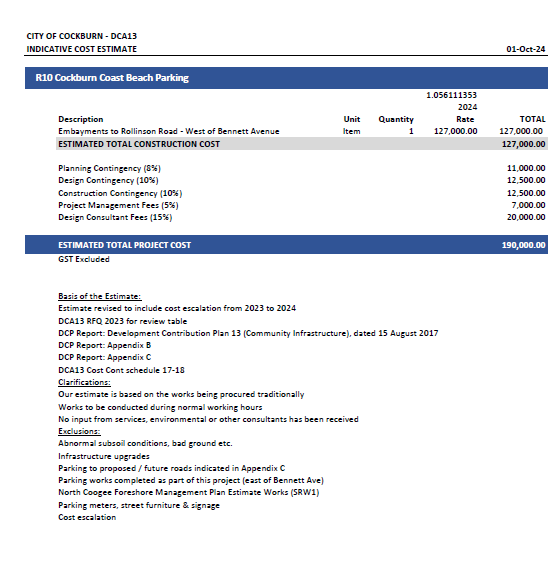 CITY OF COCKBURN - DCA13
INDICATIVE COST ESTIMATE 01-Oct-24
R10 Cockburn Coast Beach Parking
1.056111353
2024
Description Unit Quantity Rate TOTAL
Embayments to Rollinson Road - West of Bennett Avenue Item 1 127,000.00 127,000.00
ESTIMATED TOTAL CONSTRUCTION COST 127,000.00
Planning Contingency (8%) 11,000.00
Design Contingency (10%) 12,500.00
Construction Contingency (10%) 12,500.00
Project Management Fees (5%) 7,000.00
Design Consultant Fees (15%) 20,000.00
ESTIMATED TOTAL PROJECT COST 190,000.00
GST Excluded
Basis of the Estimate:
Estimate revised to include cost escalation from 2023 to 2024
DCA13 RFQ 2023 for review table
DCP Report: Development Contribution Plan 13 (Community Infrastructure), dated 15 August 2017
DCP Report: Appendix B
DCP Report: Appendix C
DCA13 Cost Cont schedule 17-18
Clarifications:
Our estimate is based on the works being procured traditionally
Works to be conducted during normal working hours
No input from services, environmental or other consultants has been received
Exclusions:
Abnormal subsoil conditions, bad ground etc.
Infrastructure upgrades
Parking to proposed / future roads indicated in Appendix C
Parking works completed as part of this project (east of Bennett Ave)
North Coogee Foreshore Management Plan Estimate Works (SRW1)
Parking meters, street furniture & signage
Cost escalation